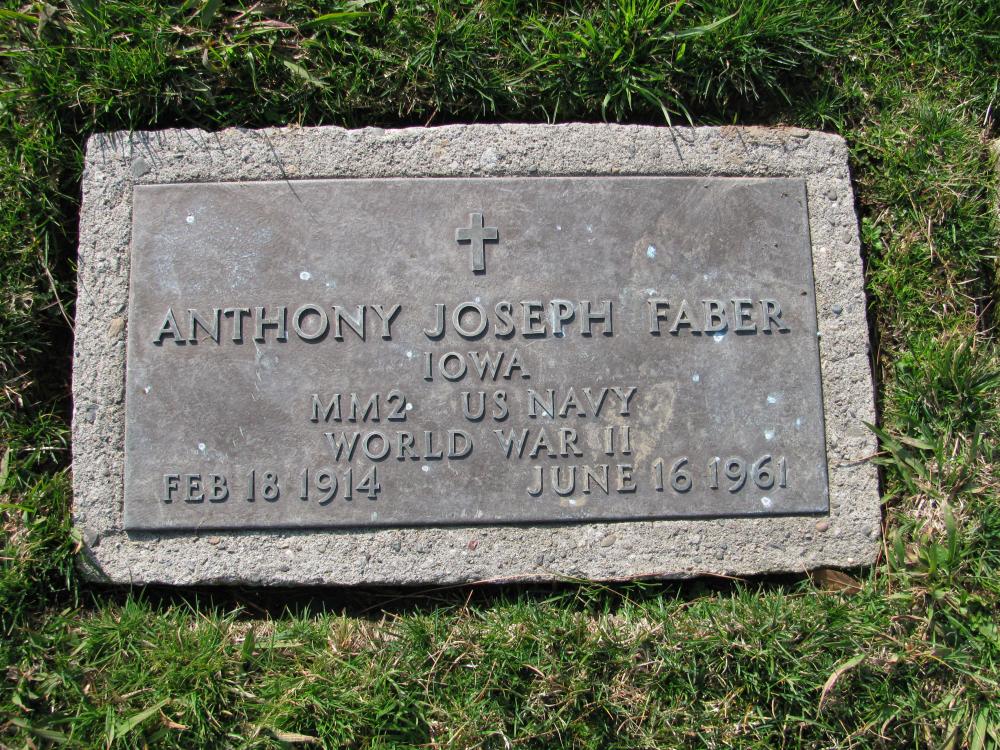 ANTHONY JOSEPH FABER
IOWA
MM2 US NAVY
WORLD WAR II
FEB 18 1914 JUNE 16 1961